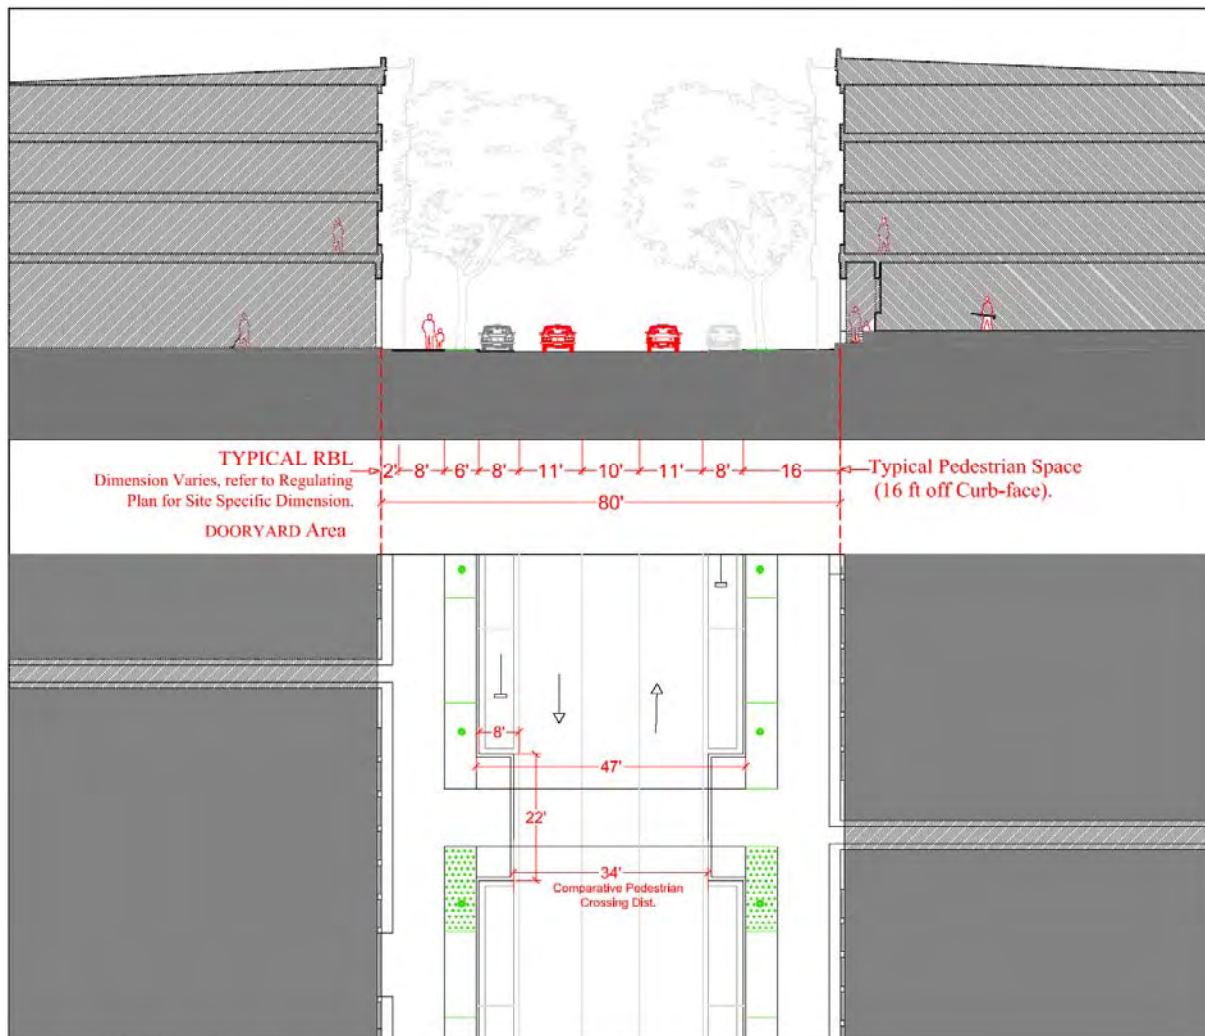 TYPICAL RBL
Dimension Varies, refer to Regulating
Plan for Site Specific Dimension.
DOORYARD Area
2' 8' 6' 8' 11' 10' 11' 8' 16
80'
Typical Pedestrian Space
(16 ft off Curb-face).
8'
47'
22'
34'
Comparative Pedestrian
Crossing Dist.